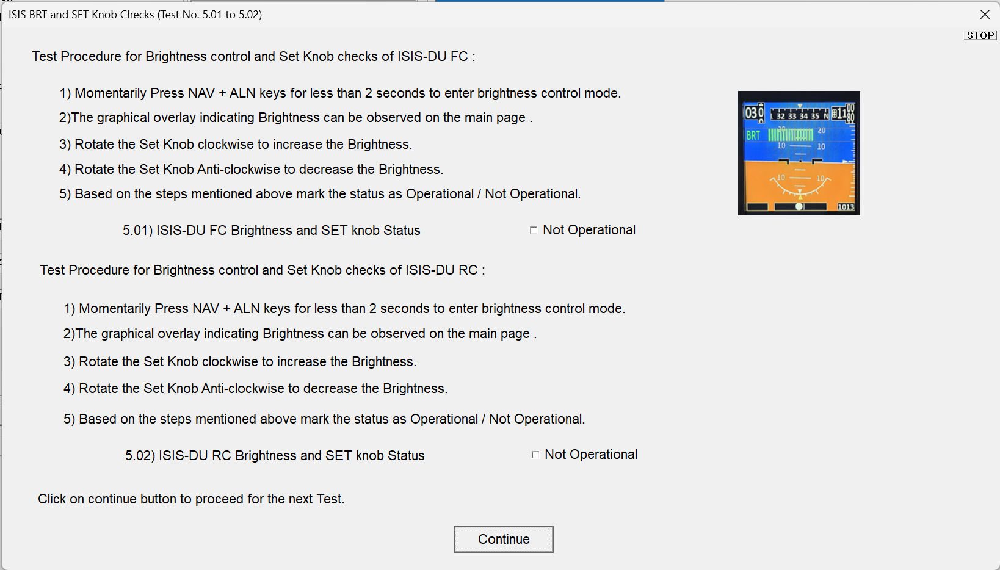 ISIS BRT and SET Knob Checks (Test No. 5.01 to 5.02)
STOP
Test Procedure for Brightness control and Set Knob checks of ISIS-DU FC :
1) Momentarily Press NAV + ALN keys for less than 2 seconds to enter brightness control mode.
2)The graphical overlay indicating Brightness can be observed on the main page .
3) Rotate the Set Knob clockwise to increase the Brightness.
4) Rotate the Set Knob Anti-clockwise to decrease the Brightness.
5) Based on the steps mentioned above mark the status as Operational / Not Operational.
030
32 33 34 35 N
11
00
80
BRT
20 20
10 10
10 10
1013
5.01) ISIS-DU FC Brightness and SET knob Status
Not Operational
Test Procedure for Brightness control and Set Knob checks of ISIS-DU RC :
1) Momentarily Press NAV + ALN keys for less than 2 seconds to enter brightness control mode.
2)The graphical overlay indicating Brightness can be observed on the main page .
3) Rotate the Set Knob clockwise to increase the Brightness.
4) Rotate the Set Knob Anti-clockwise to decrease the Brightness.
5) Based on the steps mentioned above mark the status as Operational / Not Operational.
5.02) ISIS-DU RC Brightness and SET knob Status
Not Operational
Click on continue button to proceed for the next Test.
Continue